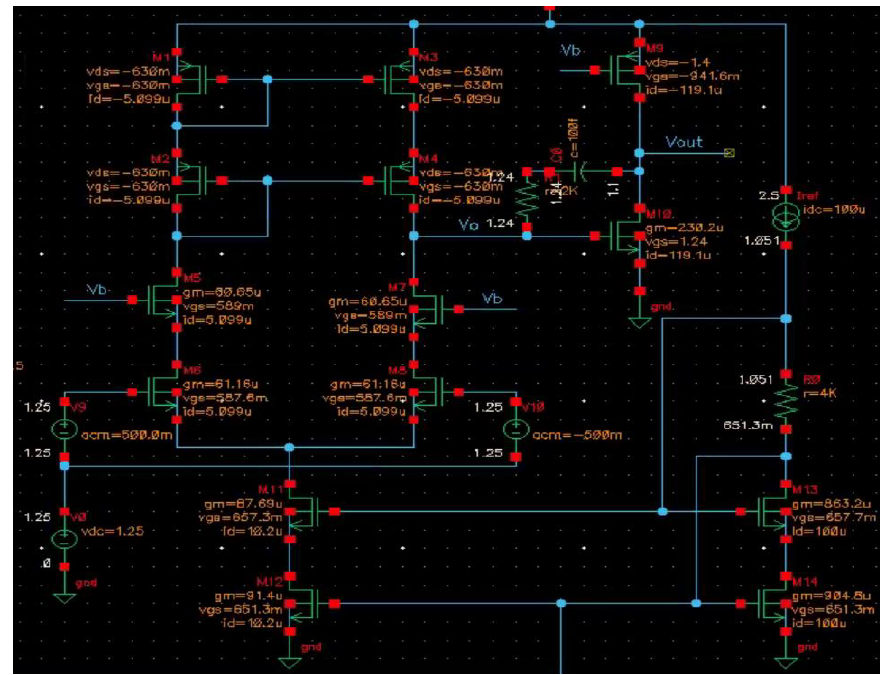 M1
vds=-630m
vgs=-630m
id=-5.099u
M3
vds=-630m
vgs=-630m
id=-5.099u
Vb
M9
vds=-1.4
vgs=-941.6m
id=-119.1u
M2
vds=-630m
vgs=-630m
id=-5.099u
M4
vds=-630m
vgs=-630m
id=-5.099u
c=100f
1.24
1.24
1.1
Vout
1.24
Va
M10
gm=230.2u
vgs=1.24
id=119.1u
gnd
2.5
Iref
idc=100u
1.051
Vb
M5
gm=60.65u
vgs=589m
id=5.099u
M7
gm=60.65u
vgs=589m
id=5.099u
Vb
M6
gm=61.16u
vgs=587.6m
id=5.099u
M8
gm=61.16u
vgs=587.6m
id=5.099u
1.051
R0
r=4K
651.3m
1.25
V9
acm=500.0m
1.25
1.25
V10
acm=-500m
1.25
1.25
V0
vdc=1.25
0
gnd
M11
gm=87.69u
vgs=657.3m
id=10.2u
M13
gm=863.2u
vgs=657.7m
id=100u
M12
gm=91.4u
vgs=651.3m
id=10.2u
gnd
M14
gm=904.8u
vgs=651.3m
id=100u
gnd